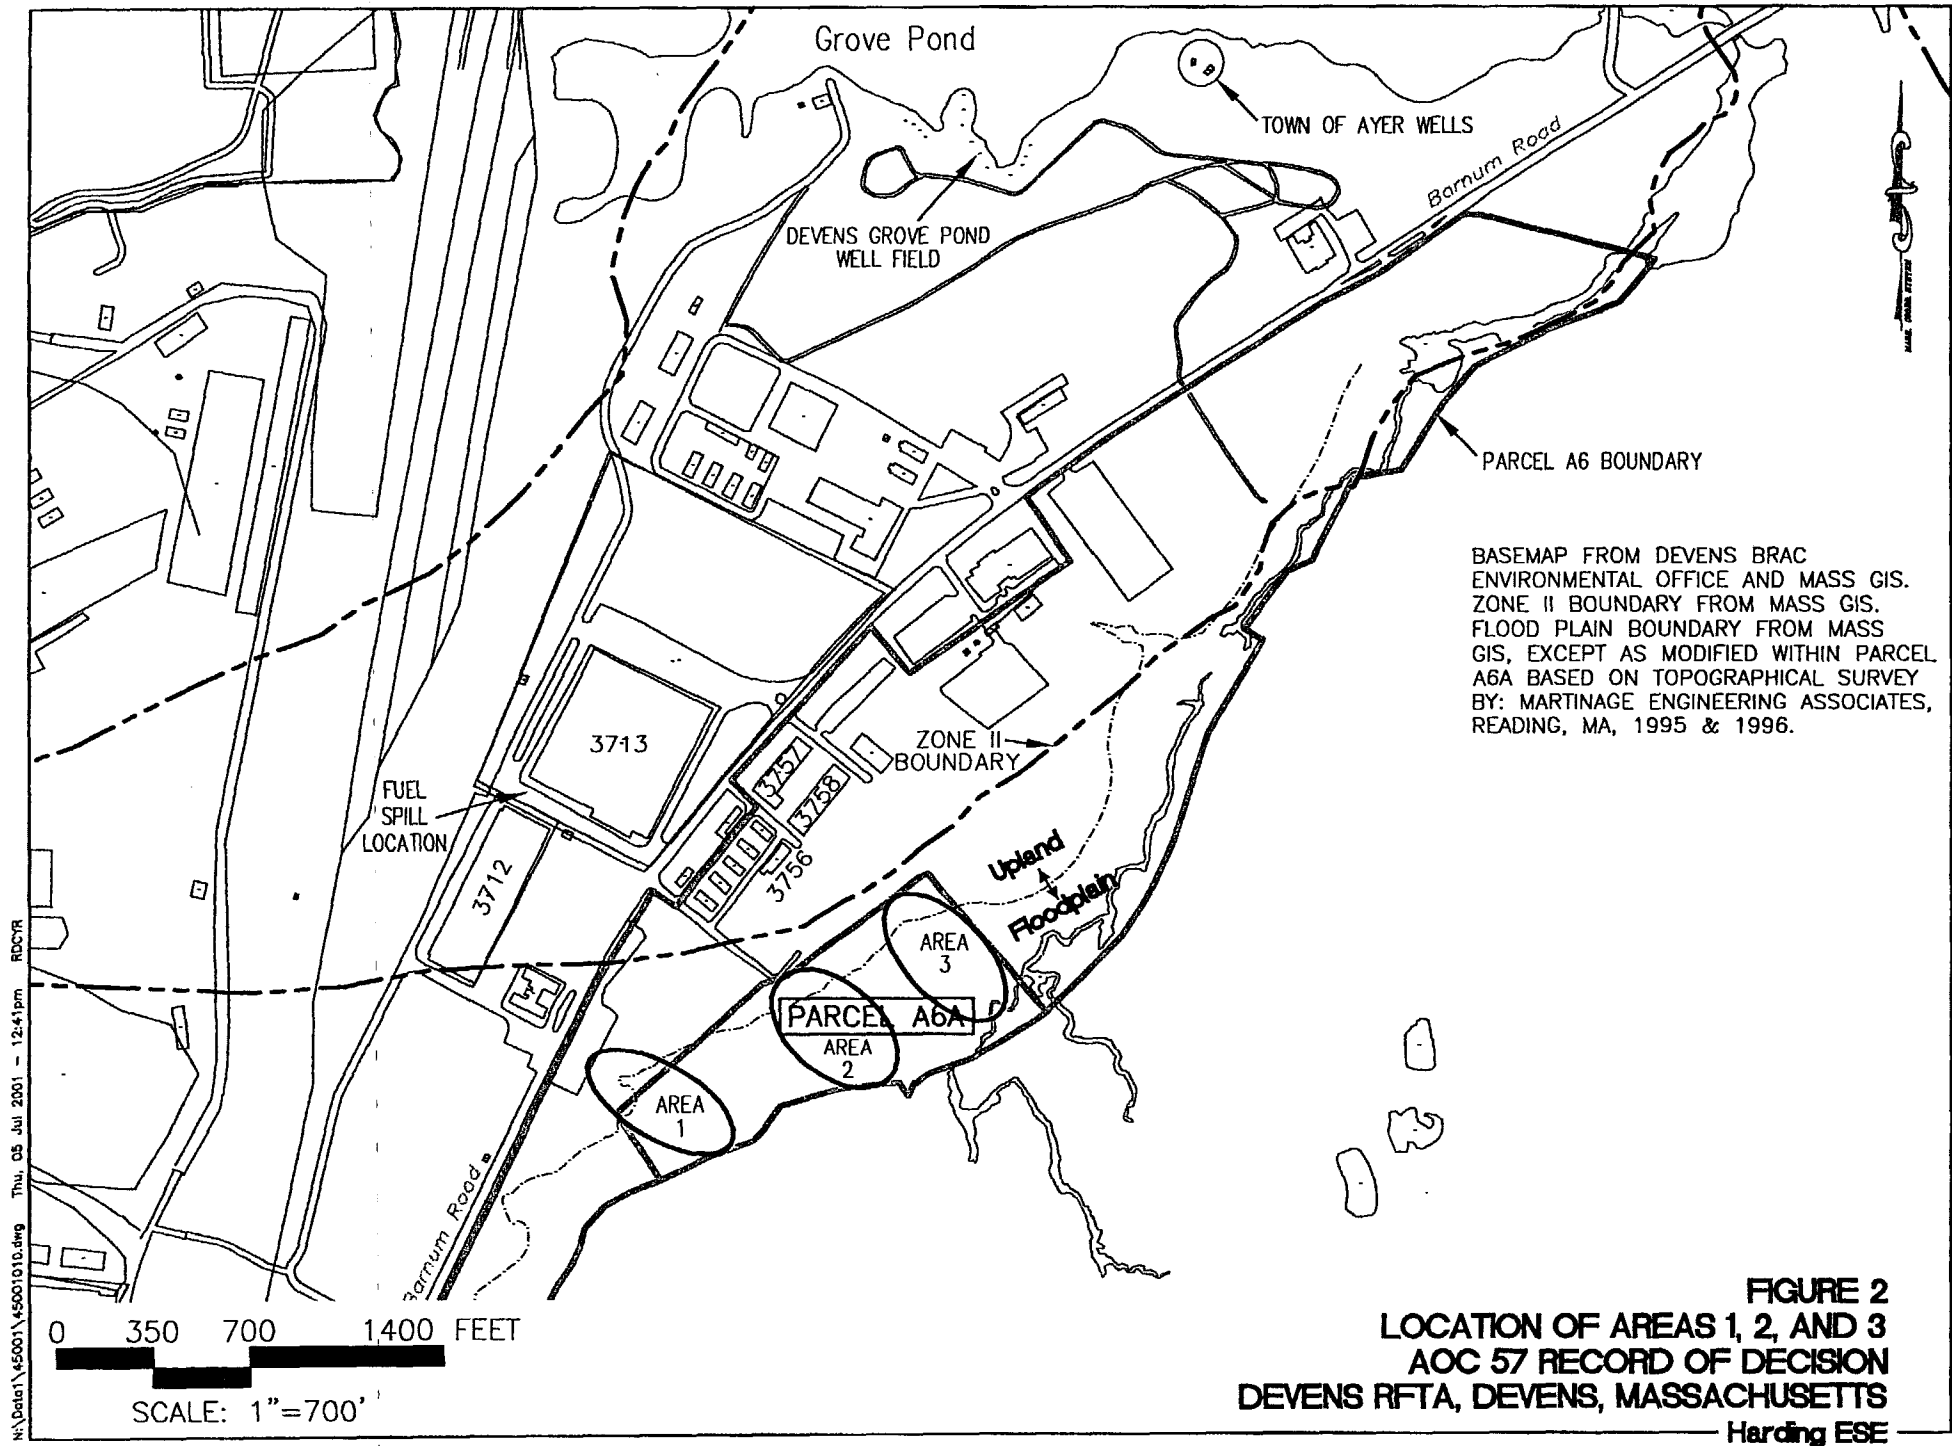 Grove Pond
TOWN OF AYER WELLS
Barnum Road
DEVENS GROVE POND
WELL FIELD
PARCEL A6 BOUNDARY
BASEMAP FROM DEVENS BRAC
ENVIRONMENTAL OFFICE AND MASS GIS.
ZONE II BOUNDARY FROM MASS GIS.
FLOOD PLAIN BOUNDARY FROM MASS
GIS, EXCEPT AS MODIFIED WITHIN PARCEL
A6A BASED ON TOPOGRAPHICAL SURVEY
BY: MARTINAGE ENGINEERING ASSOCIATES,
READING, MA, 1995 & 1996.
3713
ZONE II
BOUNDARY
3757
3758
FUEL
SPILL
LOCATION
3712
3756
Upland
Floodplain
AREA
3
PARCEL A6A
AREA
2
AREA
1
Barnum Road
0 350 700 1400 FEET
SCALE: 1"=700'
FIGURE 2
LOCATION OF AREAS 1, 2, AND 3
AOC 57 RECORD OF DECISION
DEVENS RFTA, DEVENS, MASSACHUSETTS
Harding ESE
N:\Data1\45001\45001010.dwg Thu, 05 Jul 2001 - 12:41pm RDCYR